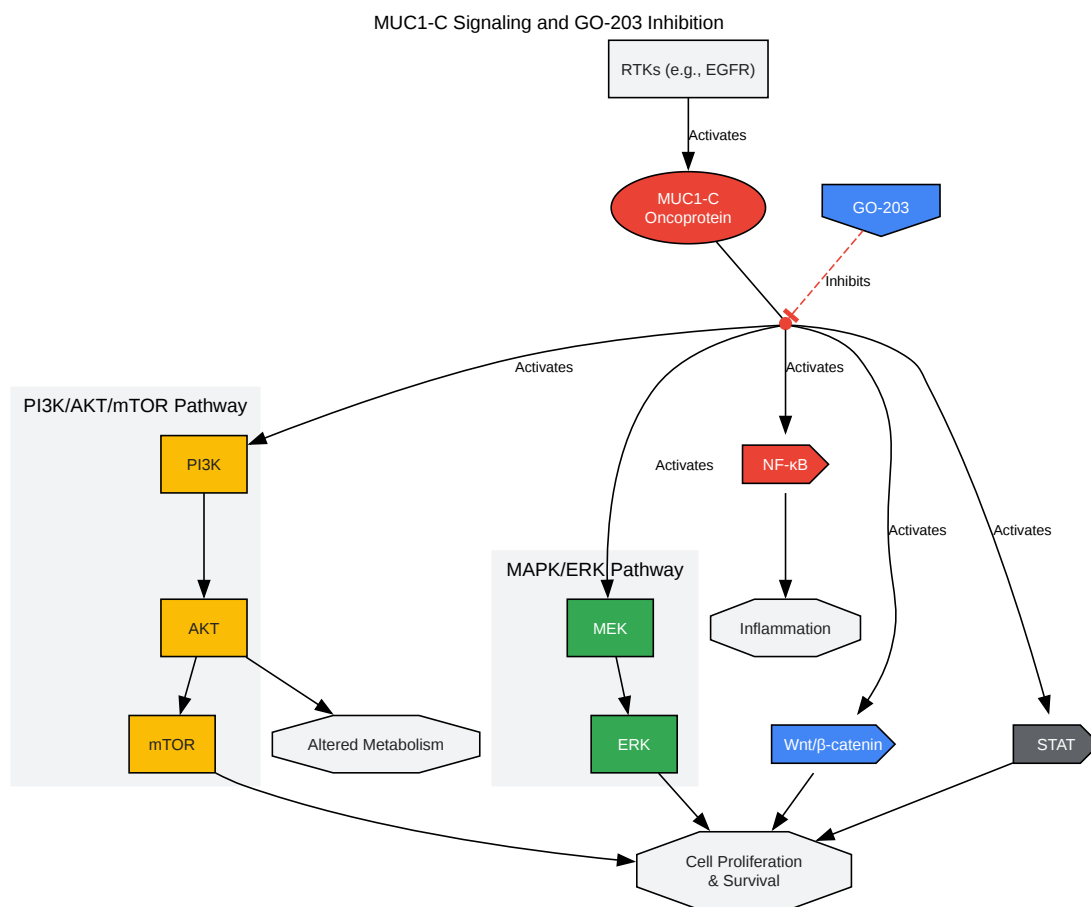 MUC1-C Signaling and GO-203 Inhibition
RTKs (e.g., EGFR)
Activates
MUC1-C
Oncoprotein
GO-203
Inhibits
Activates
Activates
PI3K/AKT/mTOR Pathway
PI3K
Activates
NF-κB
Activates
Activates
MAPK/ERK Pathway
AKT
MEK
Inflammation
mTOR
Altered Metabolism
ERK
Wnt/β-catenin
STAT
Cell Proliferation
& Survival